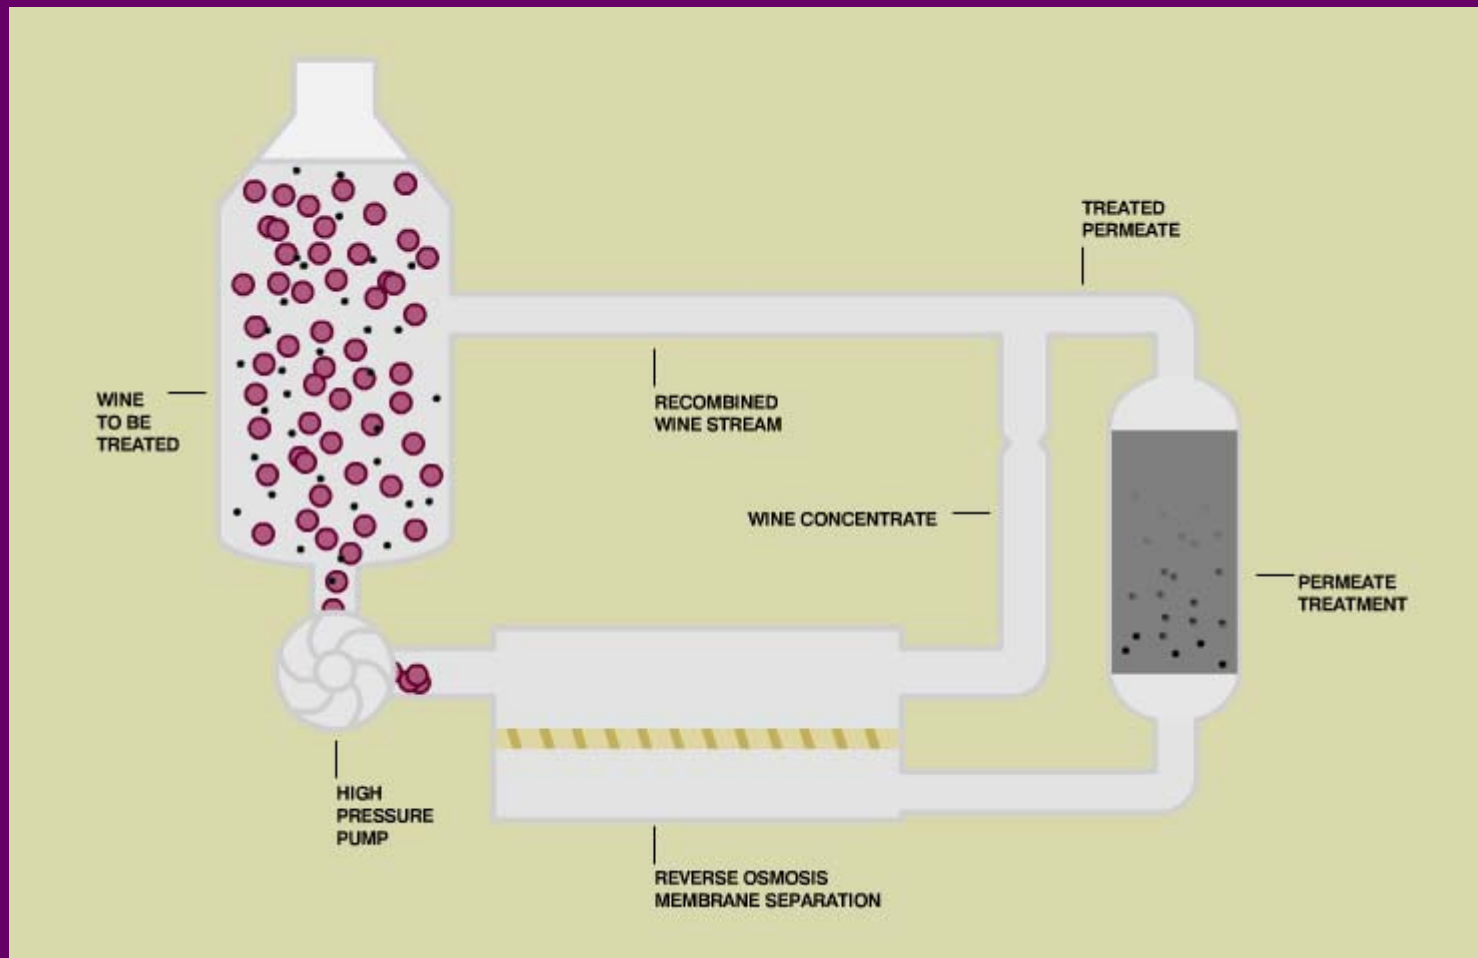 TREATED
PERMEATE
WINE
TO BE
TREATED
RECOMBINED
WINE STREAM
WINE CONCENTRATE
PERMEATE
TREATMENT
HIGH
PRESSURE
PUMP
REVERSE OSMOSIS
MEMBRANE SEPARATION